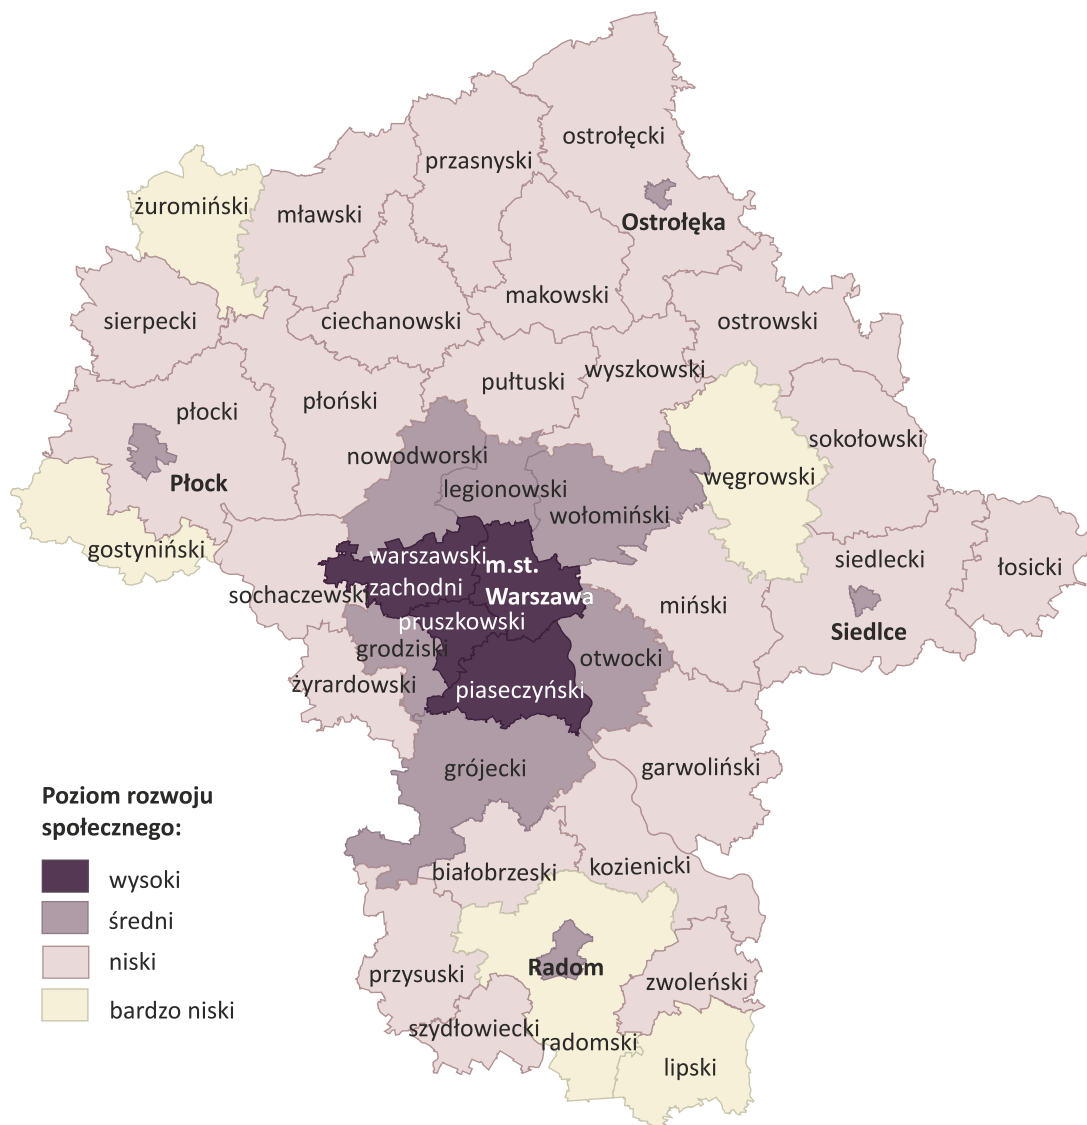 ostrołęcki
przasnyski
żuromiński
mławski
Ostrołęka
makowski
sierpecki
ciechanowski
ostrowski
wyszkowski
pułtuski
płocki
płoński
sokołowski
nowodworski
węgrowski
Płock
legionowski
wołomiński
gostyniński
warszawski
zachodni
m.st.
Warszawa
siedlecki
łosicki
sochaczewski
miński
pruszkowski
Siedlce
grodziski
otwocki
żyrardowski
piaseczyński
grójecki
garwoliński
Poziom rozwoju
społecznego:
wysoki
średni
niski
bardzo niski
białobrzeski
kozienicki
przysuski
Radom
zwoleński
szydłowiecki
radomski
lipski